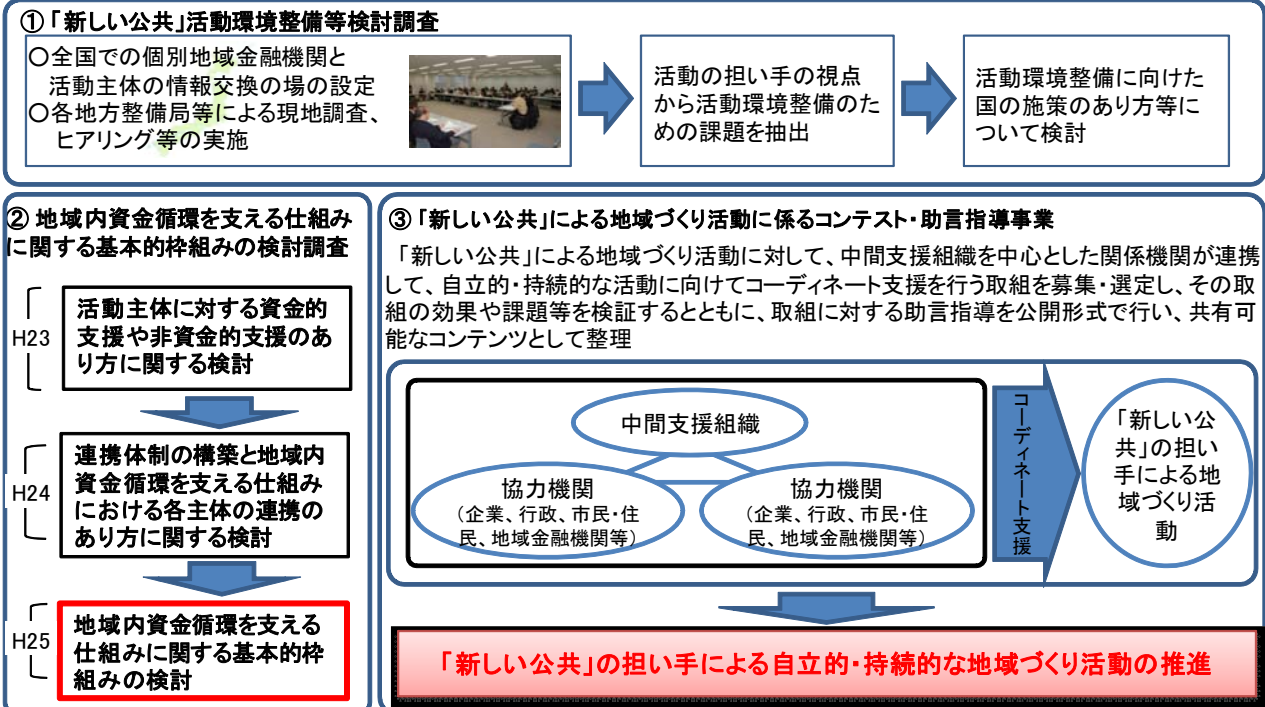 ①「新しい公共」活動環境整備等検討調査
〇全国での個別地域金融機関と
活動主体の情報交換の場の設定
〇各地方整備局等による現地調査、
ヒアリング等の実施
活動の担い手の視点
から活動環境整備のた
めの課題を抽出
活動環境整備に向けた
国の施策のあり方等に
ついて検討
② 地域内資金循環を支える仕組み
に関する基本的枠組みの検討調査
H23
活動主体に対する資金的
支援や非資金的支援のあ
り方に関する検討
H24
連携体制の構築と地域内
資金循環を支える仕組み
における各主体の連携の
あり方に関する検討
H25
地域内資金循環を支える
仕組みに関する基本的枠
組みの検討
③「新しい公共」による地域づくり活動に係るコンテスト・助言指導事業
「新しい公共」による地域づくり活動に対して、中間支援組織を中心とした関係機関が連携
して、自立的・持続的な活動に向けてコーディネート支援を行う取組を募集・選定し、その取
組の効果や課題等を検証するとともに、取組に対する助言指導を公開形式で行い、共有可
能なコンテンツとして整理
中間支援組織
協力機関
（企業、行政、市民・住
民、地域金融機関等）
協力機関
（企業、行政、市民・住
民、地域金融機関等）
コーディネート支援
「新しい公
共」の担い
手による地
域づくり活
動
「新しい公共」の担い手による自立的・持続的な地域づくり活動の推進